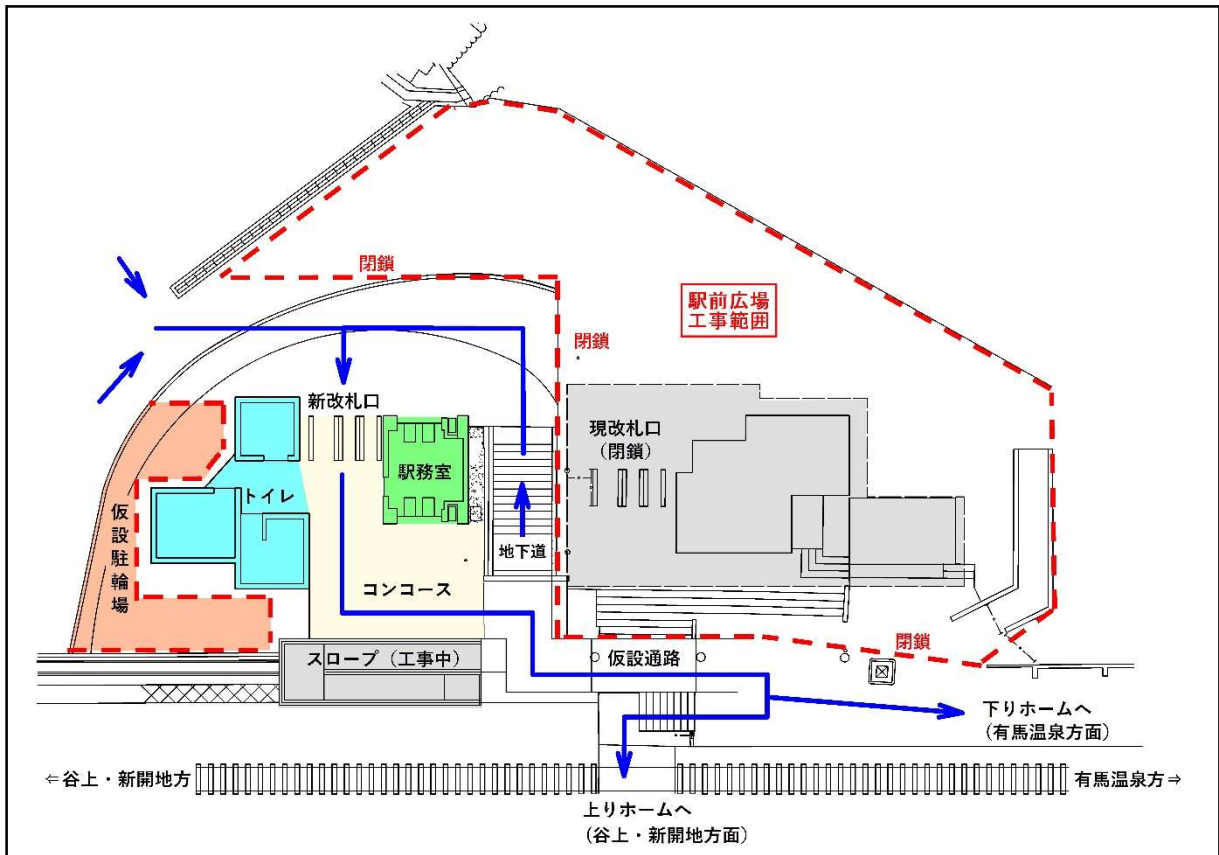 閉鎖
駅前広場
工事範囲
閉鎖
新改札口
現改札口
(閉鎖)
駅務室
トイレ
地下道
仮設駐輪場
コンコース
閉鎖
スロープ（工事中）
仮設通路
下りホームへ
(有馬温泉方面)
⇐谷上・新開地方
有馬温泉方⇒
上りホームへ
(谷上・新開地方面)